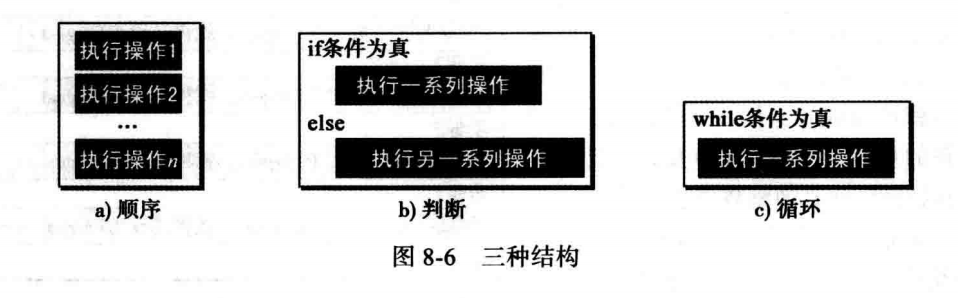 执行操作1
执行操作2
...
执行操作n
a) 顺序
if条件为真
执行一系列操作
else
执行另一系列操作
b) 判断
while条件为真
执行一系列操作
c) 循环
图 8-6 三种结构